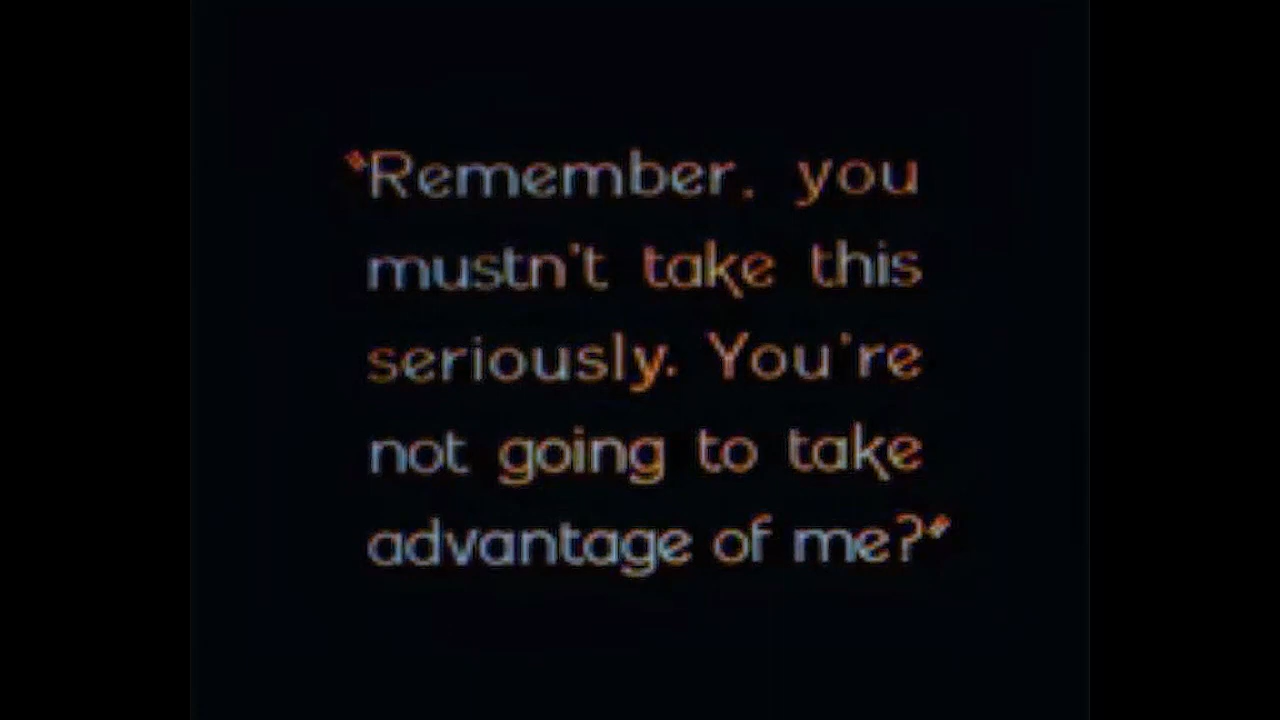 "Remember, you
mustn't take this
seriously. You're
not going to take
advantage of me?"